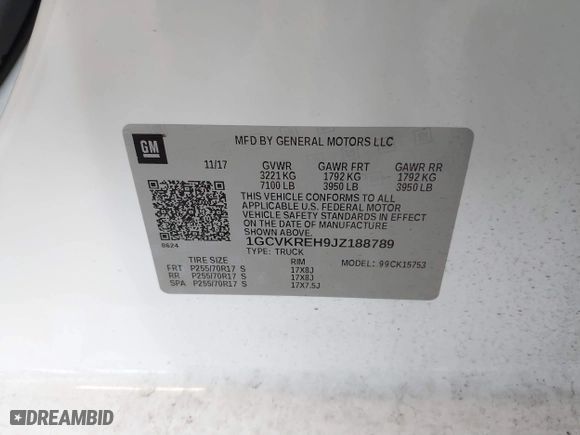 GM
MFD BY GENERAL MOTORS LLC
11/17 GVWR GAWR FRT GAWR RR
3221 KG 1792 KG 1792 KG
7100 LB 3950 LB 3950 LB
THIS VEHICLE CONFORMS TO ALL
APPLICABLE U.S. FEDERAL MOTOR
VEHICLE SAFETY STANDARDS IN
EFFECT ON THE DATE OF
MANUFACTURE SHOWN ABOVE.
0624
1GCVKREH9JZ188789
TYPE: TRUCK
MODEL: 99CK15753
TIRE SIZE RIM
FRT P255/70R17 S 17X8J
RR P255/70R17 S 17X8J
SPA P255/70R17 S 17X7.5J
DREAMBID